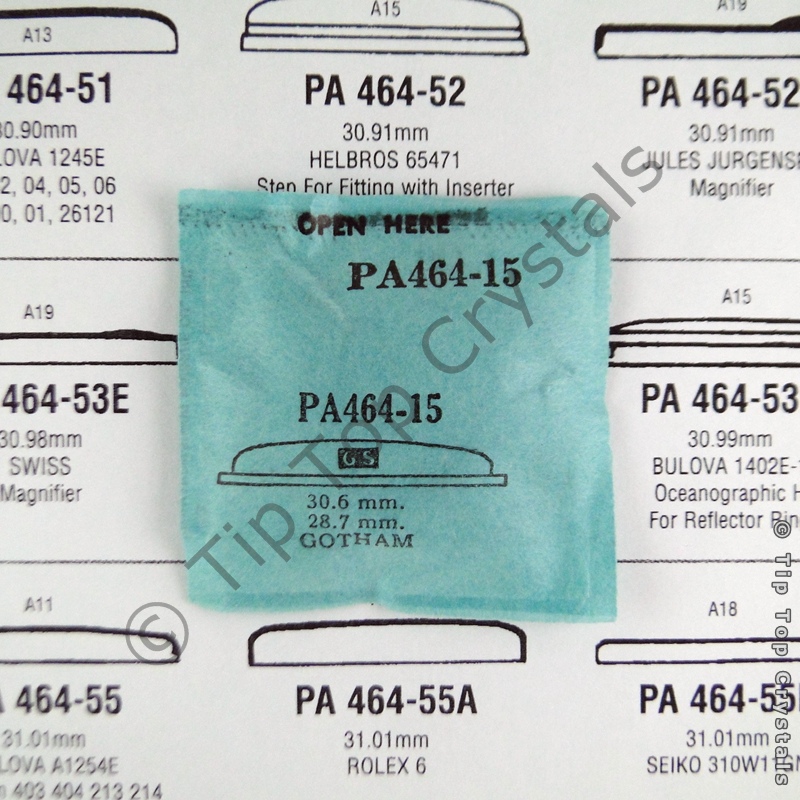 A13
A15
A19
464-51
PA 464-52
PA 464-52
30.90mm
30.91mm
30.91mm
LOVA 1245E
HELBROS 65471
JULES JURGENSE
2, 04, 05, 06
Step For Fitting with Inserter
Magnifier
0, 01, 26121
OPEN HERE
PA464-15
A19
A15
464-53E
PA464-15
PA 464-53
30.98mm
30.99mm
SWISS
GS
BULOVA 1402E-
Magnifier
Oceanographic H
30.6 mm.
For Reflector Rin
28.7 mm.
GOTHAM
A11
A18
A 464-55
PA 464-55A
PA 464-55
31.01mm
31.01mm
31.01mm
LOVA A1254E
ROLEX 6
SEIKO 310W11GN
403 404 213 214
© Tip Top Crystals
© Tip Top Crystals